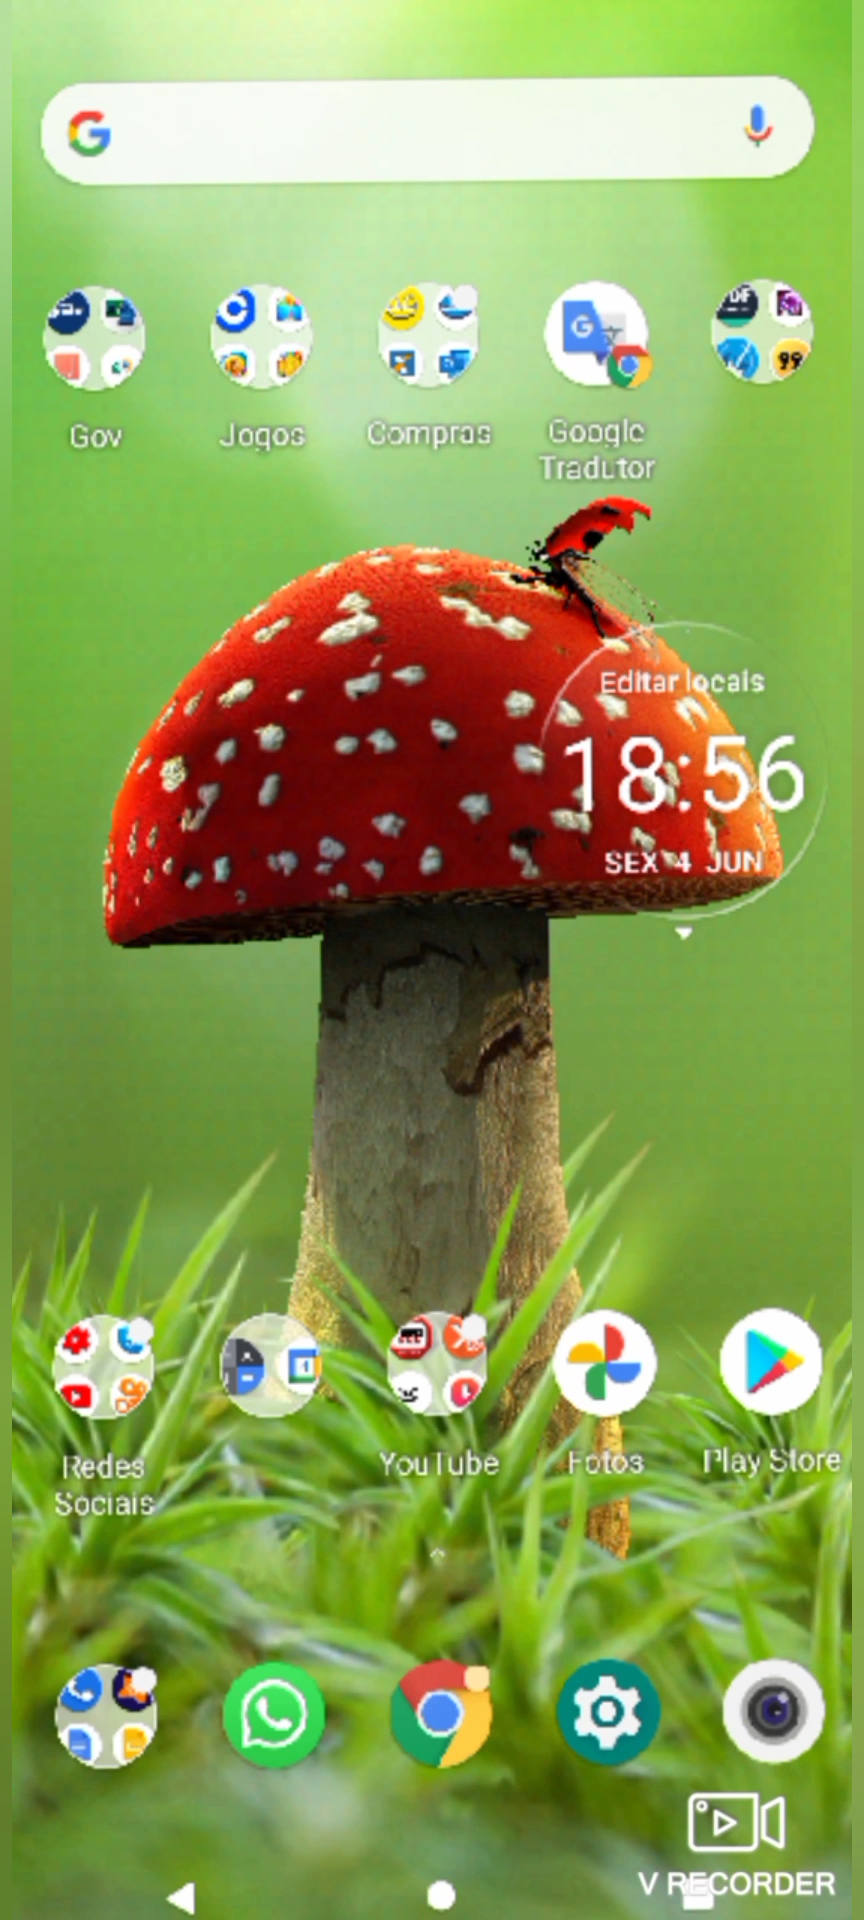 Gov
Jogos
Compras
Google
Tradutor
Editar locais
18:56
SEX 4 JUN
Redes
Sociais
YouTube
Fotos
Play Store
V RECORDER